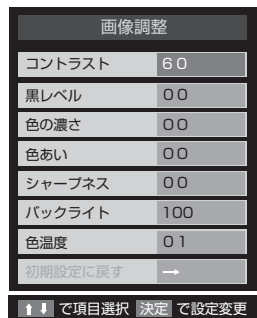 画像調整
コントラスト 60
黒レベル 00
色の濃さ 00
色あい 00
シャープネス 00
バックライト 100
色温度 01
初期設定に戻す →
⬆⬇ で項目選択 決定 で設定変更